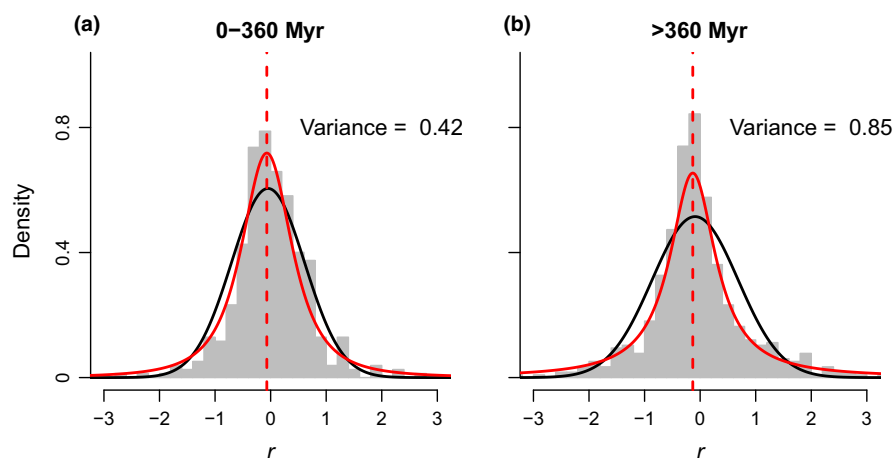 (a)
0−360 Myr
Variance = 0.42
Density
0.8
0.4
0
−3 −2 −1 0 1 2 3
r
(b)
>360 Myr
Variance = 0.85
−3 −2 −1 0 1 2 3
r